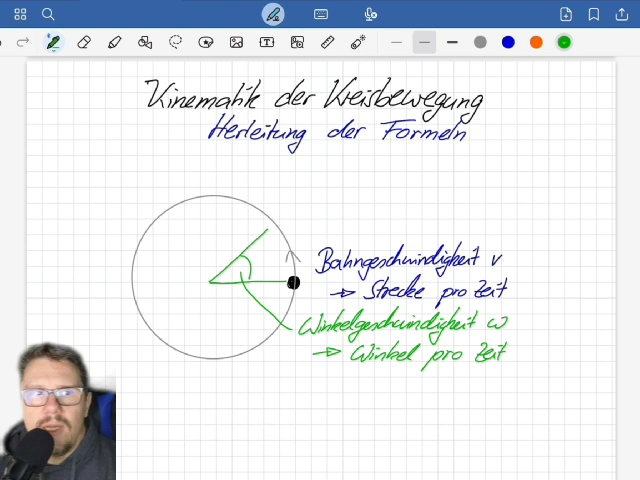 Kinematik der Kreisbewegung
Herleitung der Formeln
Bahngeschwindigkeit v
→ Strecke pro Zeit
Winkelgeschwindigkeit ω
→ Winkel pro Zeit